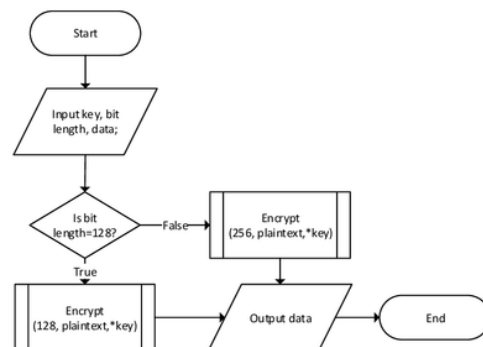 Start
Input key, bit
length, data;
Is bit
length=128?
False
Encrypt
(256, plaintext,*key)
True
Encrypt
(128, plaintext,*key)
Output data
End